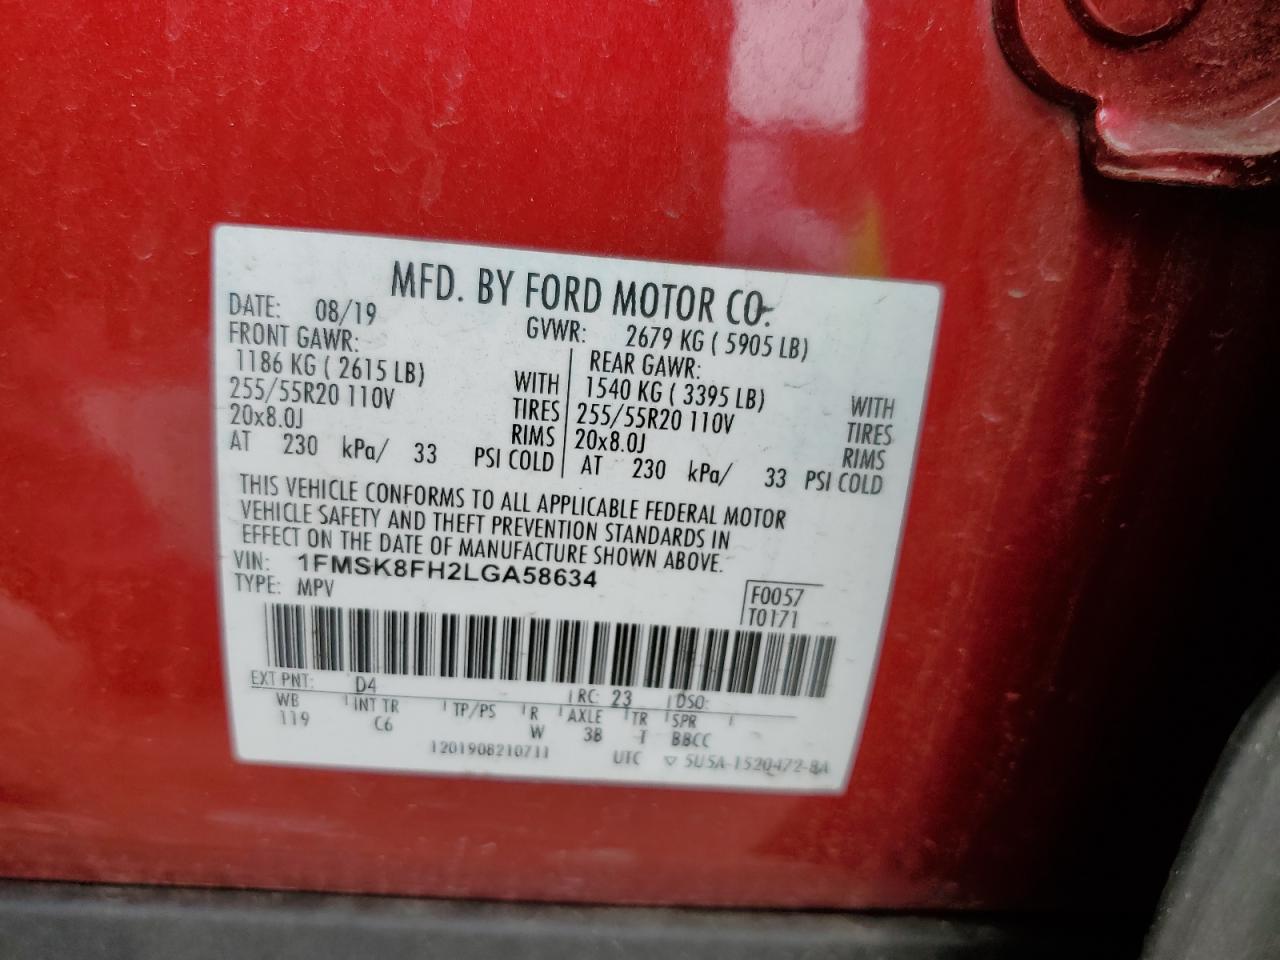 MFD. BY FORD MOTOR CO.
DATE: 08/19 GVWR: 2679 KG ( 5905 LB)
FRONT GAWR: REAR GAWR:
1186 KG ( 2615 LB) WITH 1540 KG ( 3395 LB) WITH
255/55R20 110V TIRES 255/55R20 110V TIRES
20x8.0J RIMS 20x8.0J RIMS
AT 230 kPa/ 33 PSI COLD AT 230 kPa/ 33 PSI COLD
THIS VEHICLE CONFORMS TO ALL APPLICABLE FEDERAL MOTOR
VEHICLE SAFETY AND THEFT PREVENTION STANDARDS IN
EFFECT ON THE DATE OF MANUFACTURE SHOWN ABOVE.
VIN: 1FMSK8FH2LGA58634
TYPE: MPV
F0057
T0171
EXT PNT: D4 RC: 23 DSO:
WB INT TR TP/PS R AXLE TR SPR
119 C6 W 3B T BBCC
1201908210711 UTC ▽ 5U5A-1520472-BA